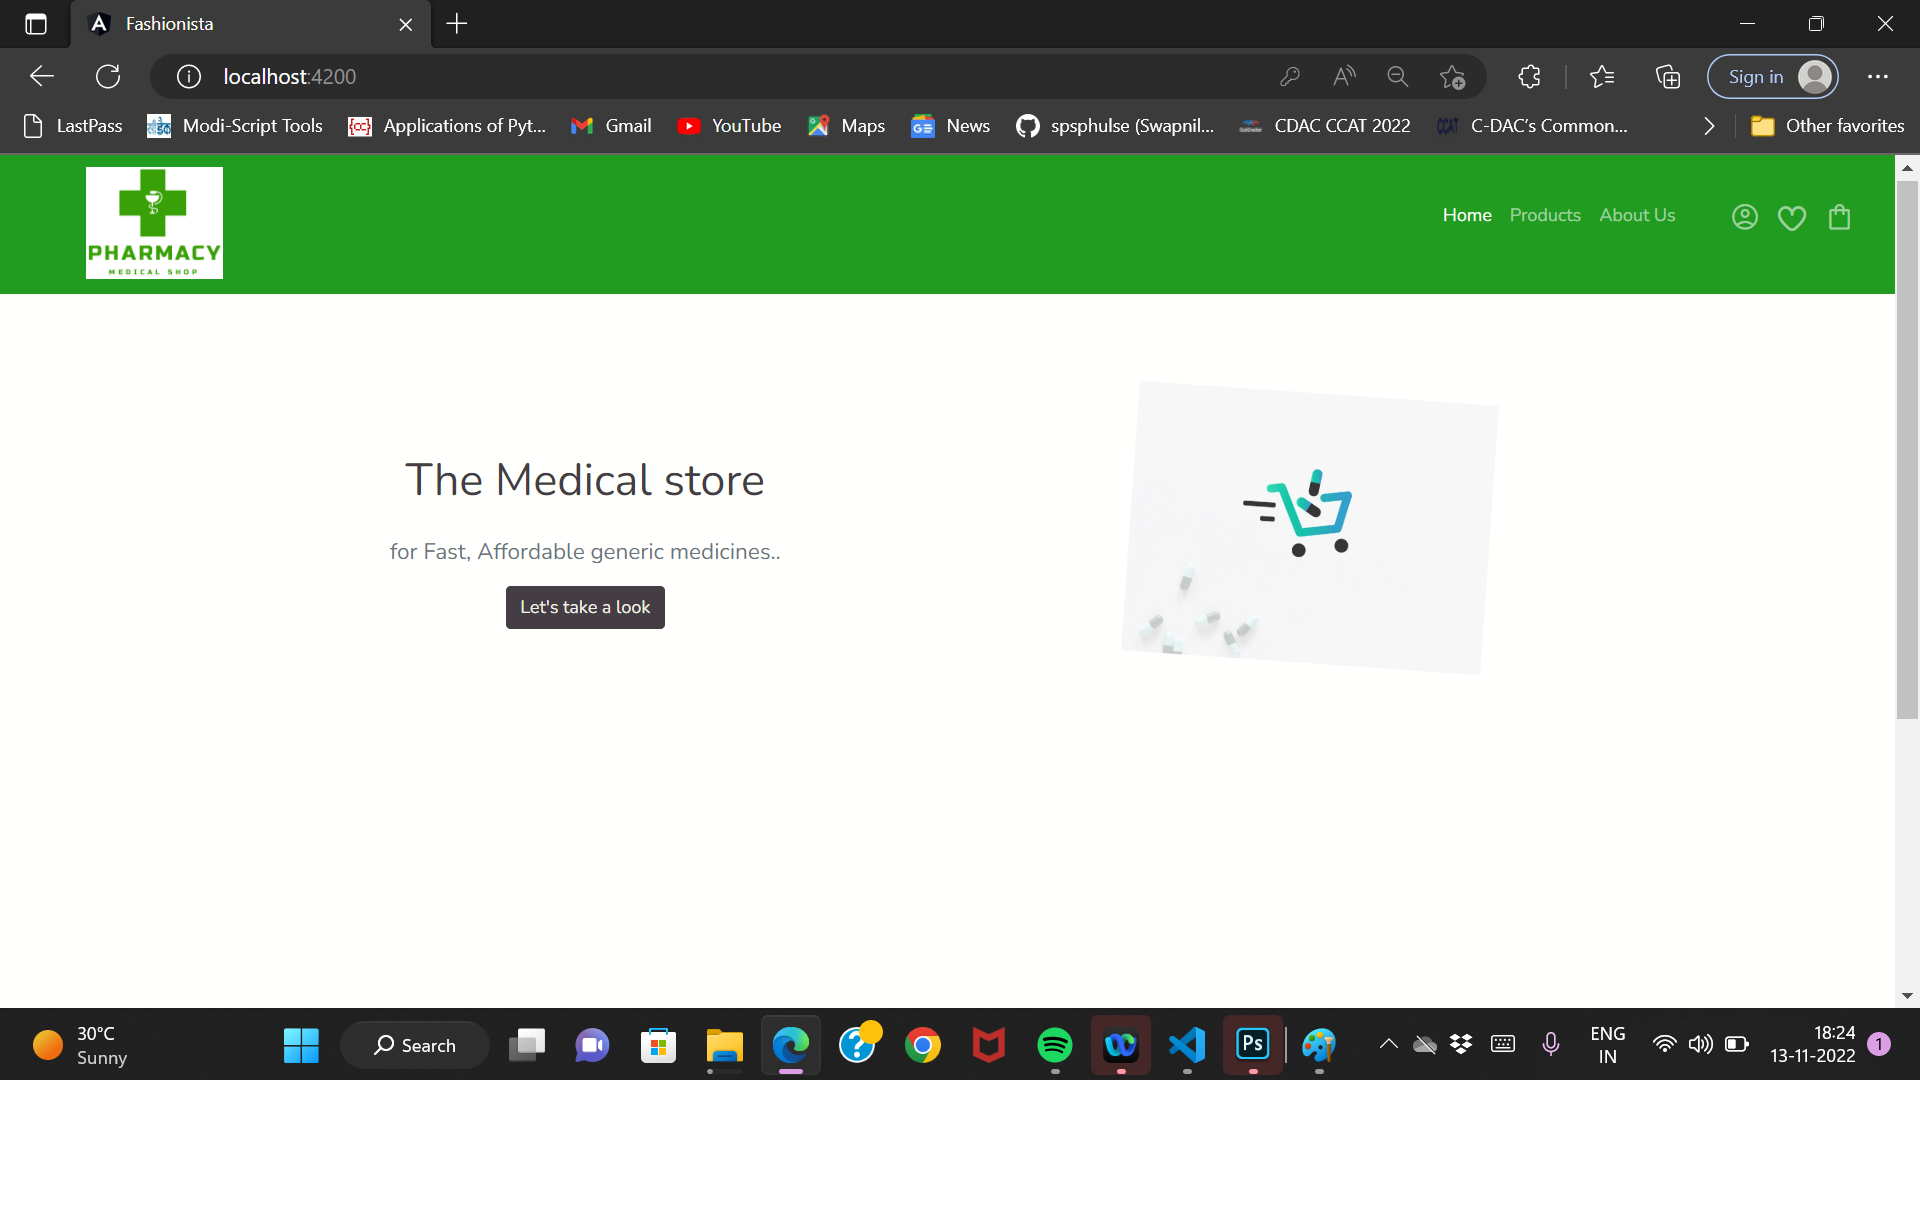 Fashionista
localhost:4200
Sign in
LastPass
Modi-Script Tools
Applications of Pyt...
Gmail
YouTube
Maps
News
spsphulse (Swapnil...
CDAC CCAT 2022
CCAT
C-DAC's Common...
Other favorites
PHARMACY
MEDICAL SHOP
Home
Products
About Us
The Medical store
for Fast, Affordable generic medicines..
Let's take a look
30°C
Sunny
Search
Ps
ENG
IN
18:24
13-11-2022
1